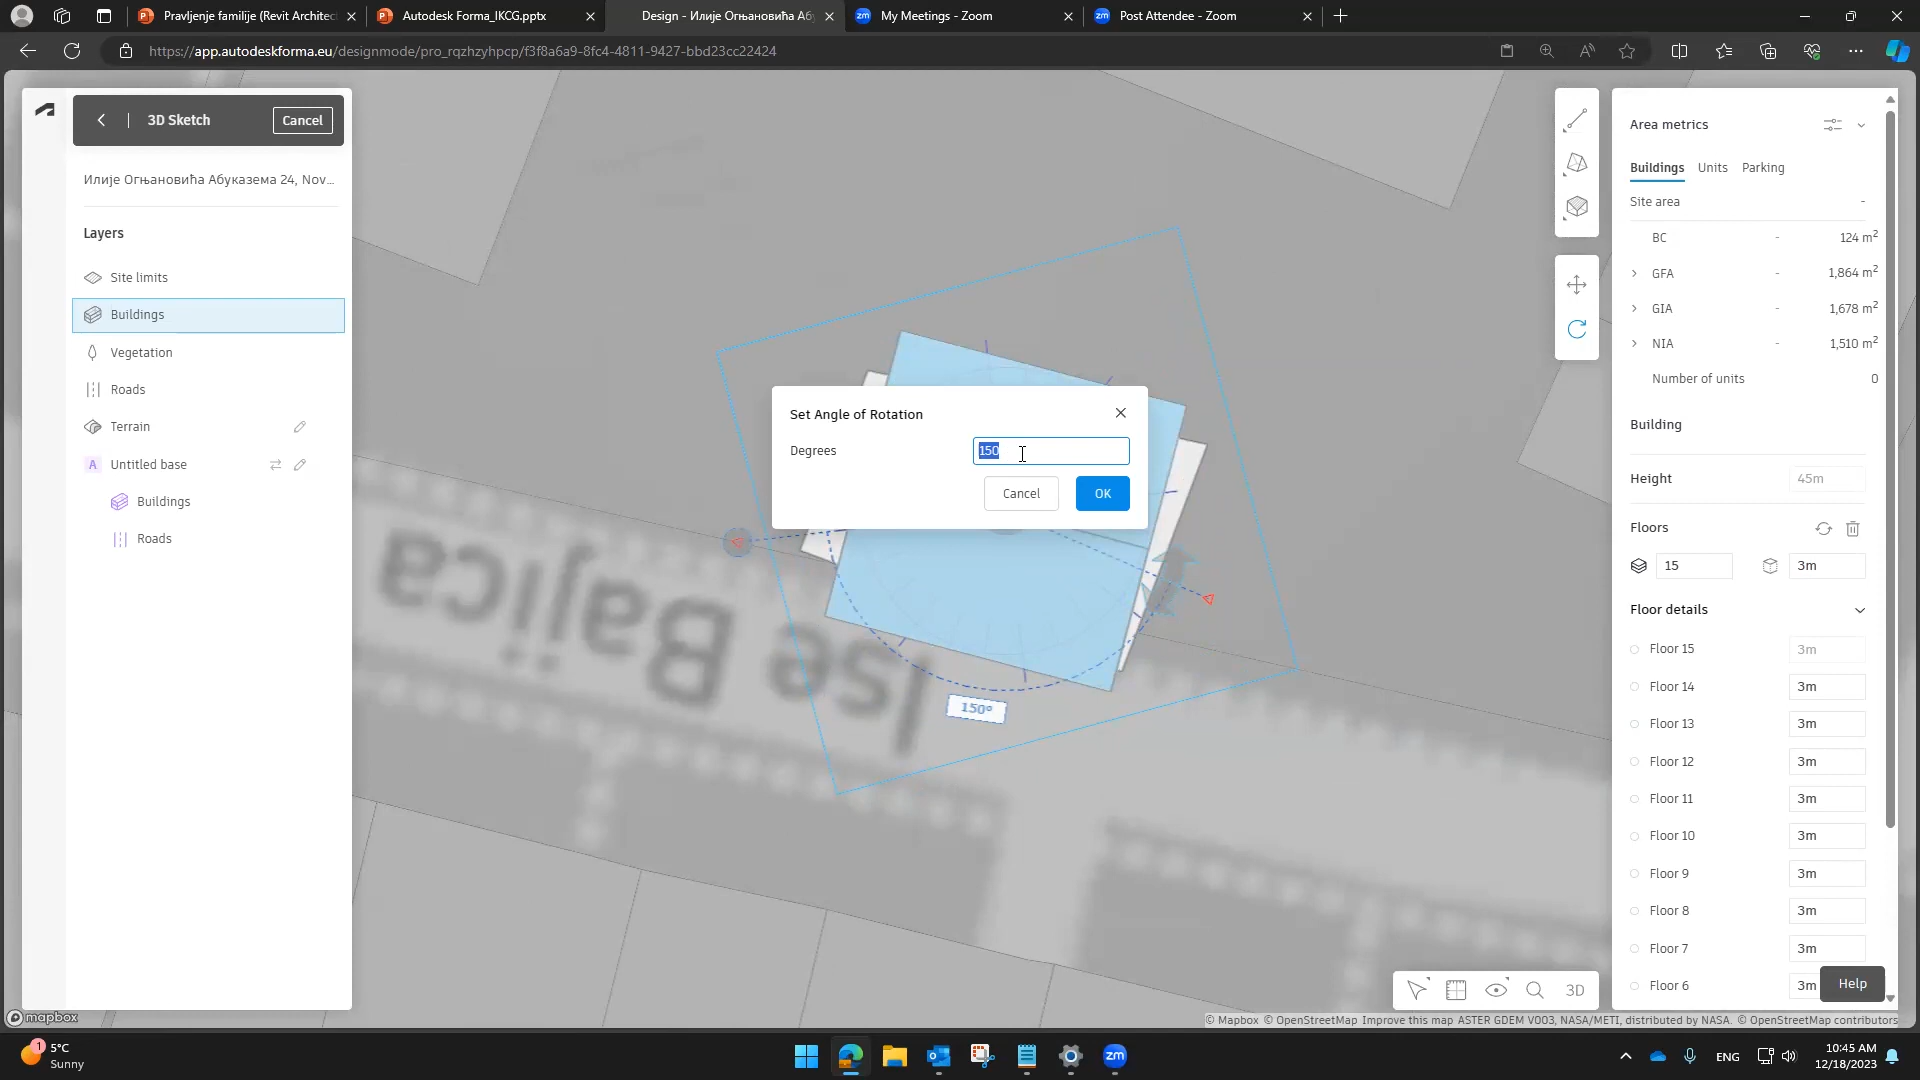 Pravljenje familije (Revit Architec
Autodesk Forma_IKCG.pptx
Design - Илије Огњановића Аб
My Meetings - Zoom
Post Attendee - Zoom
https://app.autodeskforma.eu/designmode/pro_rqzhzyhpcp/f3f8a6a9-8fc4-4811-9427-bbd23cc22424
3D Sketch
Cancel
Илије Огњановића Абуказема 24, Nov...
Layers
Site limits
Buildings
Vegetation
Roads
Terrain
A Untitled base
Buildings
Roads
Set Angle of Rotation
Degrees
150
Cancel
OK
150°
Ise Bajica
Area metrics
Buildings
Units
Parking
Site area -
BC - 124 m²
GFA - 1,864 m²
GIA - 1,678 m²
NIA - 1,510 m²
Number of units 0
Building
Height 45m
Floors
15
3m
Floor details
Floor 15 3m
Floor 14 3m
Floor 13 3m
Floor 12 3m
Floor 11 3m
Floor 10 3m
Floor 9 3m
Floor 8 3m
Floor 7 3m
Floor 6 3m
Help
3D
mapbox
© Mapbox © OpenStreetMap Improve this map ASTER GDEM V003, NASA/METI, distributed by NASA. © OpenStreetMap contributors
1
5°C
Sunny
ENG
10:45 AM
12/18/2023